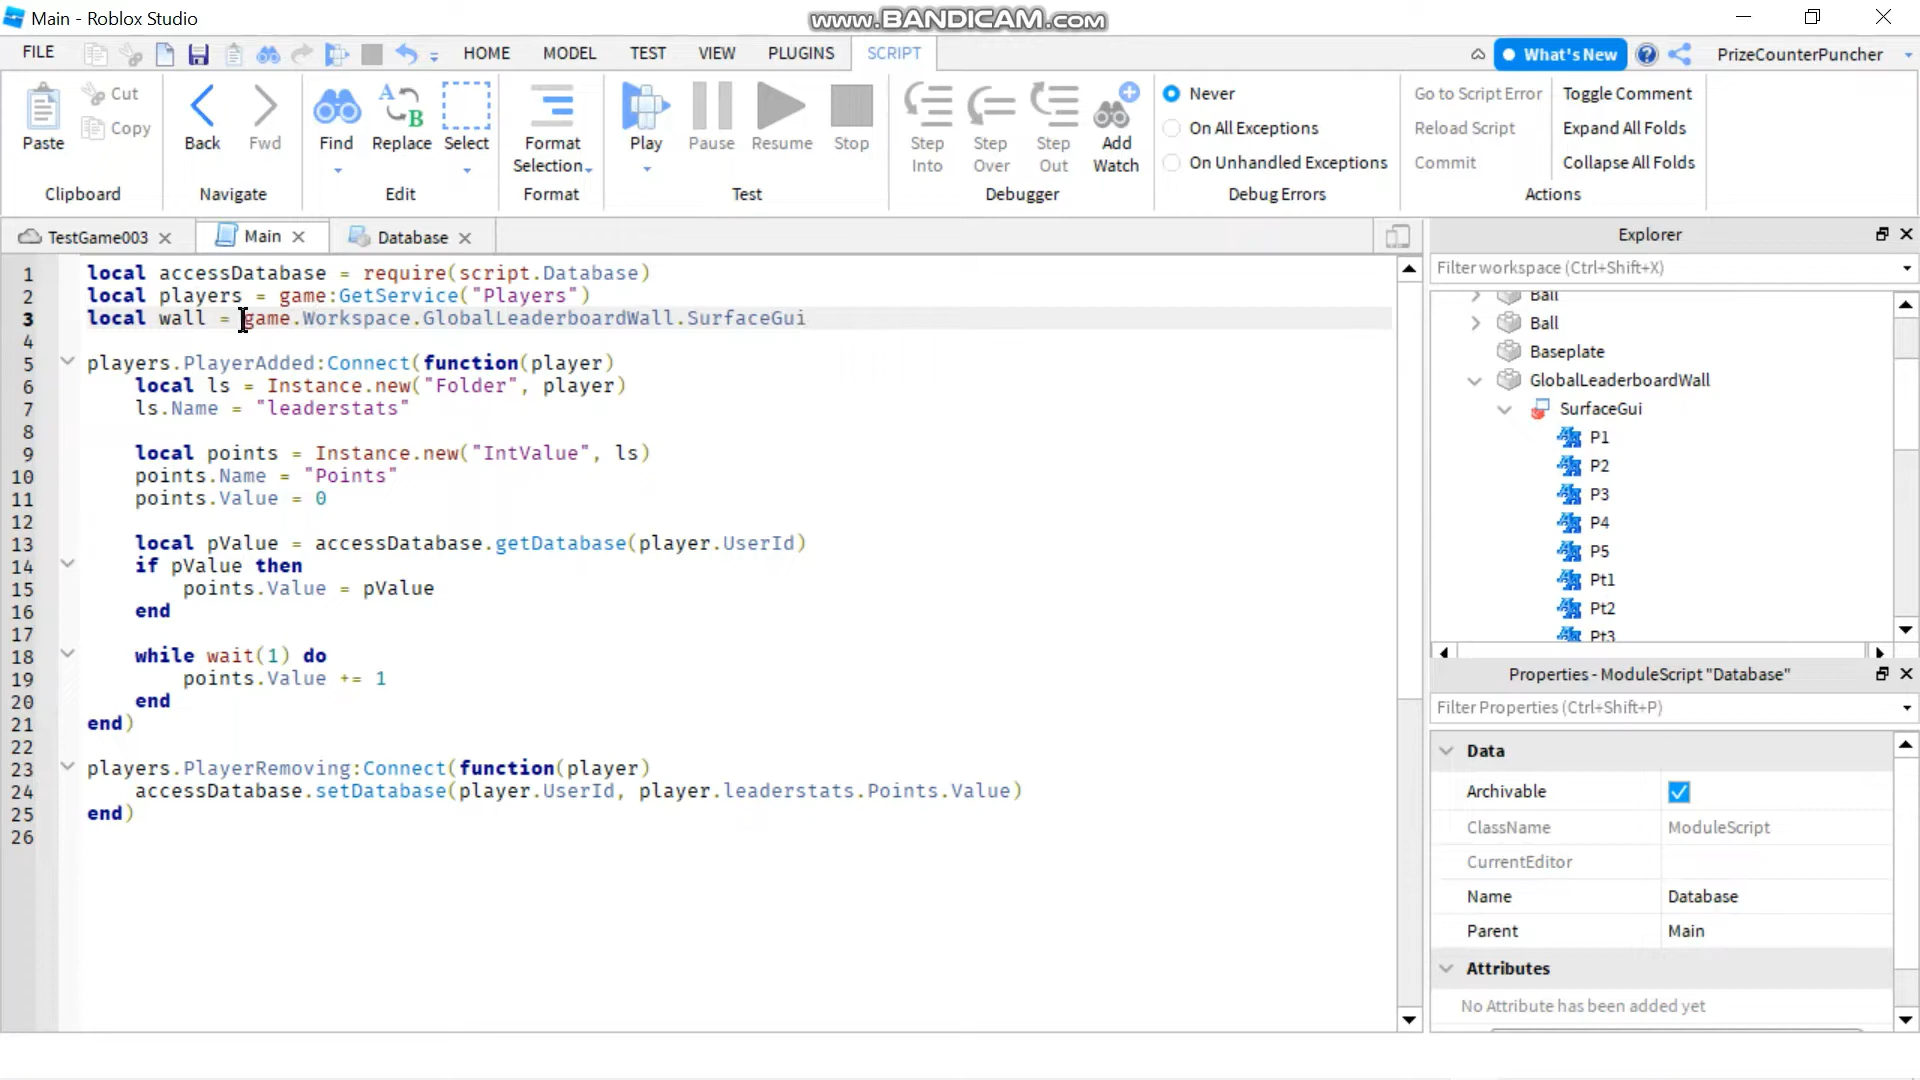 Main - Roblox Studio
www.BANDICAM.com
FILE HOME MODEL TEST VIEW PLUGINS SCRIPT What's New PrizeCounterPuncher
Paste Cut Copy
Clipboard
Back Fwd
Navigate
Find Replace Select
Edit
Format Selection
Format
Play Pause Resume Stop
Test
Step Into Step Over Step Out Add Watch
Debugger
Never
On All Exceptions
On Unhandled Exceptions
Debug Errors
Go to Script Error Toggle Comment
Reload Script Expand All Folds
Commit Collapse All Folds
Actions
TestGame003 Main Database
1 local accessDatabase = require(script.Database)
2 local players = game:GetService("Players")
3 local wall = game.Workspace.GlobalLeaderboardWall.SurfaceGui
4
5 players.PlayerAdded:Connect(function(player)
6 local ls = Instance.new("Folder", player)
7 ls.Name = "leaderstats"
8
9 local points = Instance.new("IntValue", ls)
10 points.Name = "Points"
11 points.Value = 0
12
13 local pValue = accessDatabase.getDatabase(player.UserId)
14 if pValue then
15 points.Value = pValue
16 end
17
18 while wait(1) do
19 points.Value += 1
20 end
21 end)
22
23 players.PlayerRemoving:Connect(function(player)
24 accessDatabase.setDatabase(player.UserId, player.leaderstats.Points.Value)
25 end)
26
Explorer
Filter workspace (Ctrl+Shift+X)
Ball
Ball
Baseplate
GlobalLeaderboardWall
SurfaceGui
P1
P2
P3
P4
P5
Pt1
Pt2
Pt3
Properties - ModuleScript "Database"
Filter Properties (Ctrl+Shift+P)
Data
Archivable
ClassName ModuleScript
CurrentEditor
Name Database
Parent Main
Attributes
No Attribute has been added yet